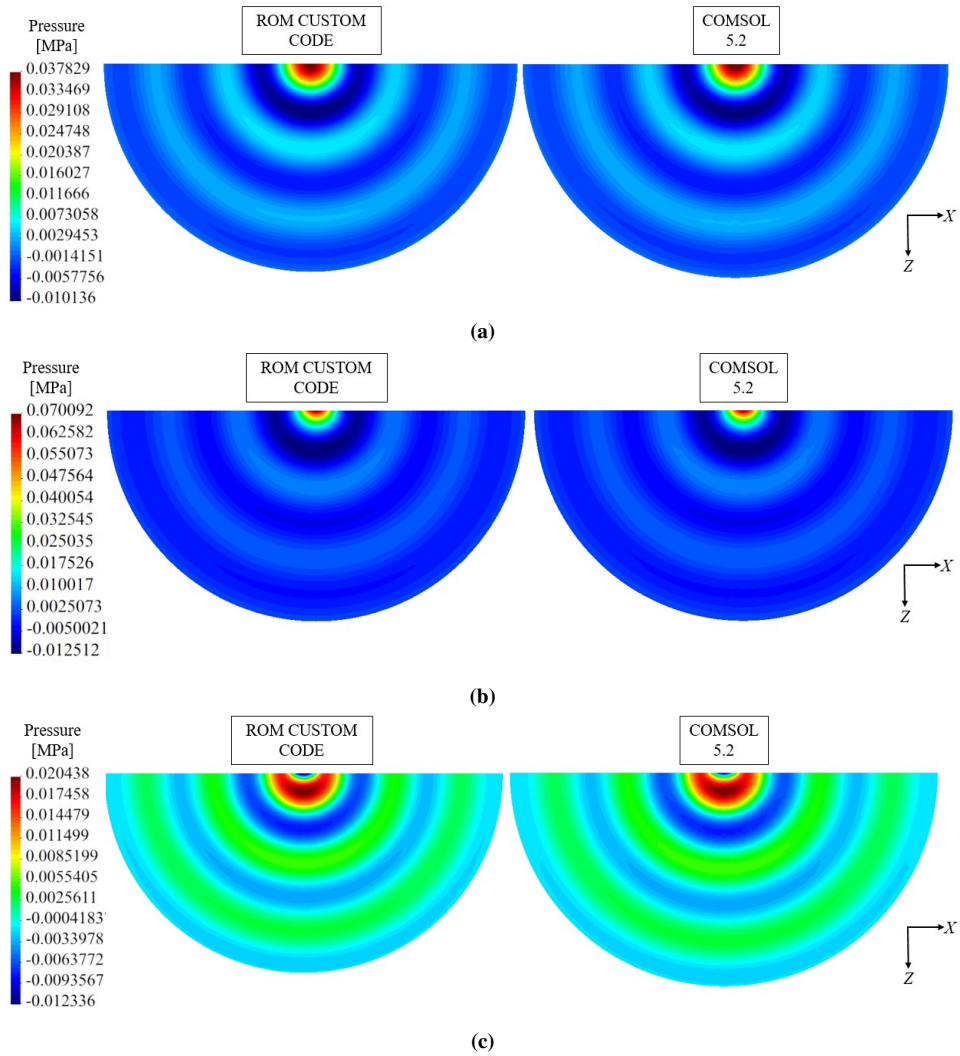 ROM CUSTOM
CODE
COMSOL
5.2
Pressure
[MPa]
0.037829
0.033469
0.029108
0.024748
0.020387
0.016027
0.011666
0.0073058
0.0029453
-0.0014151
-0.0057756
-0.010136
X
Z
(a)
ROM CUSTOM
CODE
COMSOL
5.2
Pressure
[MPa]
0.070092
0.062582
0.055073
0.047564
0.040054
0.032545
0.025035
0.017526
0.010017
0.0025073
-0.0050021
-0.012512
X
Z
(b)
ROM CUSTOM
CODE
COMSOL
5.2
Pressure
[MPa]
0.020438
0.017458
0.014479
0.011499
0.0085199
0.0055405
0.0025611
-0.00041837
-0.0033978
-0.0063772
-0.0093567
-0.012336
X
Z
(c)